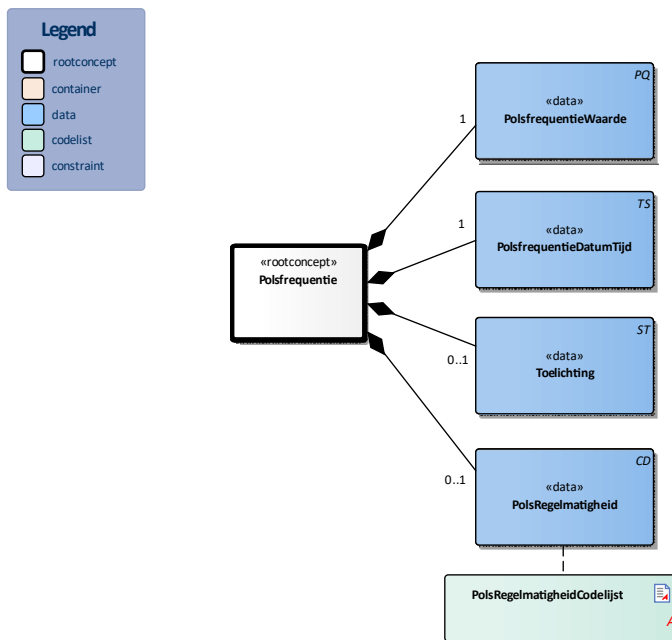 Legend
rootconcept
container
data
codelist
constraint
PQ
«data»
PolsfrequentieWaarde
1
TS
«data»
PolsfrequentieDatumTijd
1
«rootconcept»
Polsfrequentie
ST
«data»
Toelichting
0..1
CD
«data»
PolsRegelmatigheid
0..1
PolsRegelmatigheidCodelijst